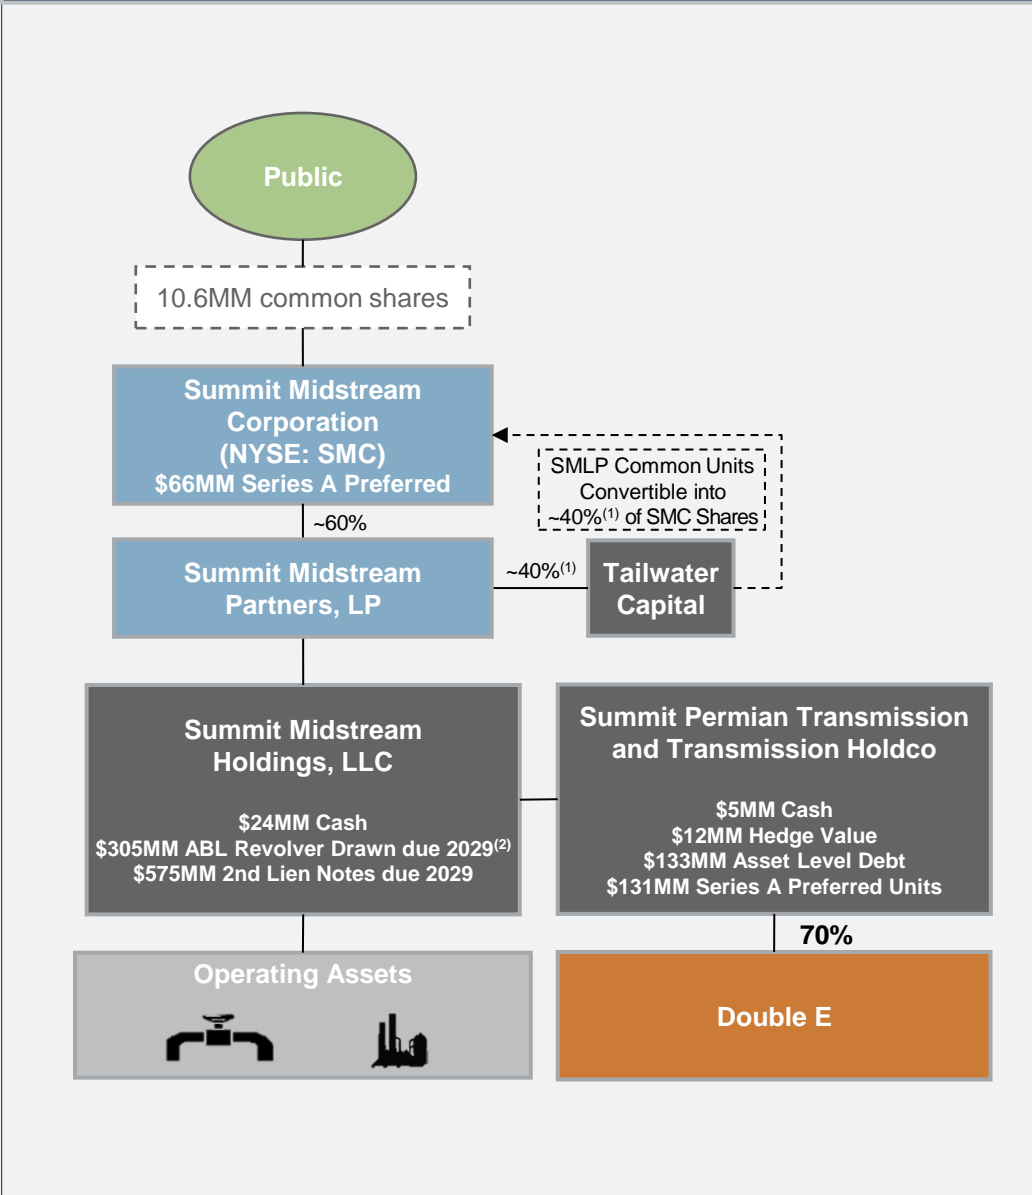 Public
10.6MM common shares
Summit Midstream
Corporation
(NYSE: SMC)
$66MM Series A Preferred
SMLP Common Units
Convertible into
~40%(1) of SMC Shares
~60%
Summit Midstream
Partners, LP
~40%(1)
Tailwater
Capital
Summit Midstream
Holdings, LLC
$24MM Cash
$305MM ABL Revolver Drawn due 2029(2)
$575MM 2nd Lien Notes due 2029
Summit Permian Transmission
and Transmission Holdco
$5MM Cash
$12MM Hedge Value
$133MM Asset Level Debt
$131MM Series A Preferred Units
70%
Operating Assets
Double E